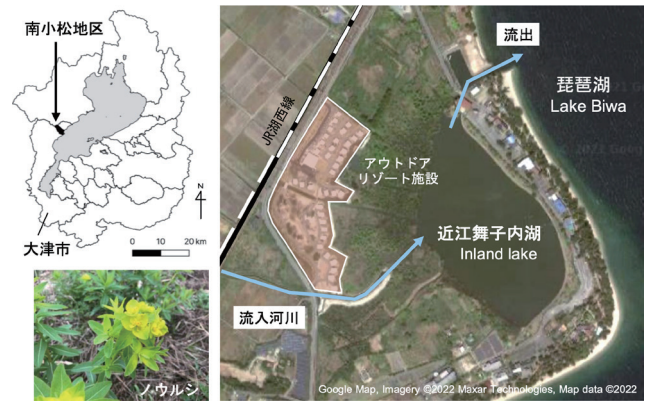 南小松地区
N
大津市
0 10 20 km
ノウルシ
JR湖西線
アウトドア
リゾート施設
流入河川
流出
琵琶湖
Lake Biwa
近江舞子内湖
Inland lake
Google Map, Imagery ©2022 Maxar Technologies, Map data ©2022